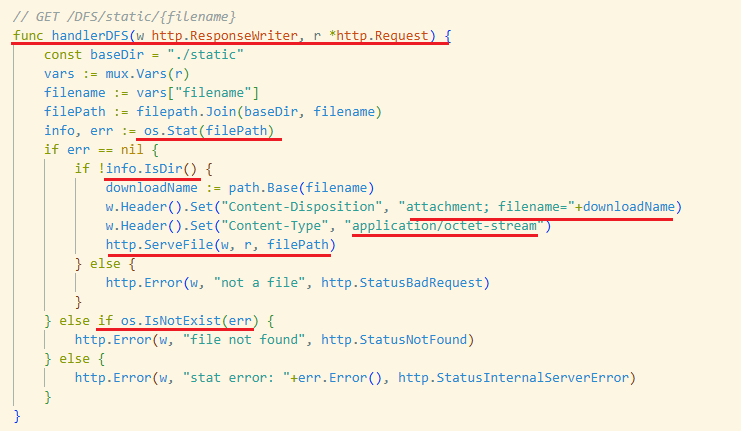 // GET /DFS/static/{filename}
func handlerDFS(w http.ResponseWriter, r *http.Request) {
    const baseDir = "./static"
    vars := mux.Vars(r)
    filename := vars["filename"]
    filePath := filepath.Join(baseDir, filename)
    info, err := os.Stat(filePath)
    if err == nil {
        if !info.IsDir() {
            downloadName := path.Base(filename)
            w.Header().Set("Content-Disposition", "attachment; filename="+downloadName)
            w.Header().Set("Content-Type", "application/octet-stream")
            http.ServeFile(w, r, filePath)
        } else {
            http.Error(w, "not a file", http.StatusBadRequest)
        }
    } else if os.IsNotExist(err) {
        http.Error(w, "file not found", http.StatusNotFound)
    } else {
        http.Error(w, "stat error: "+err.Error(), http.StatusInternalServerError)
    }
}